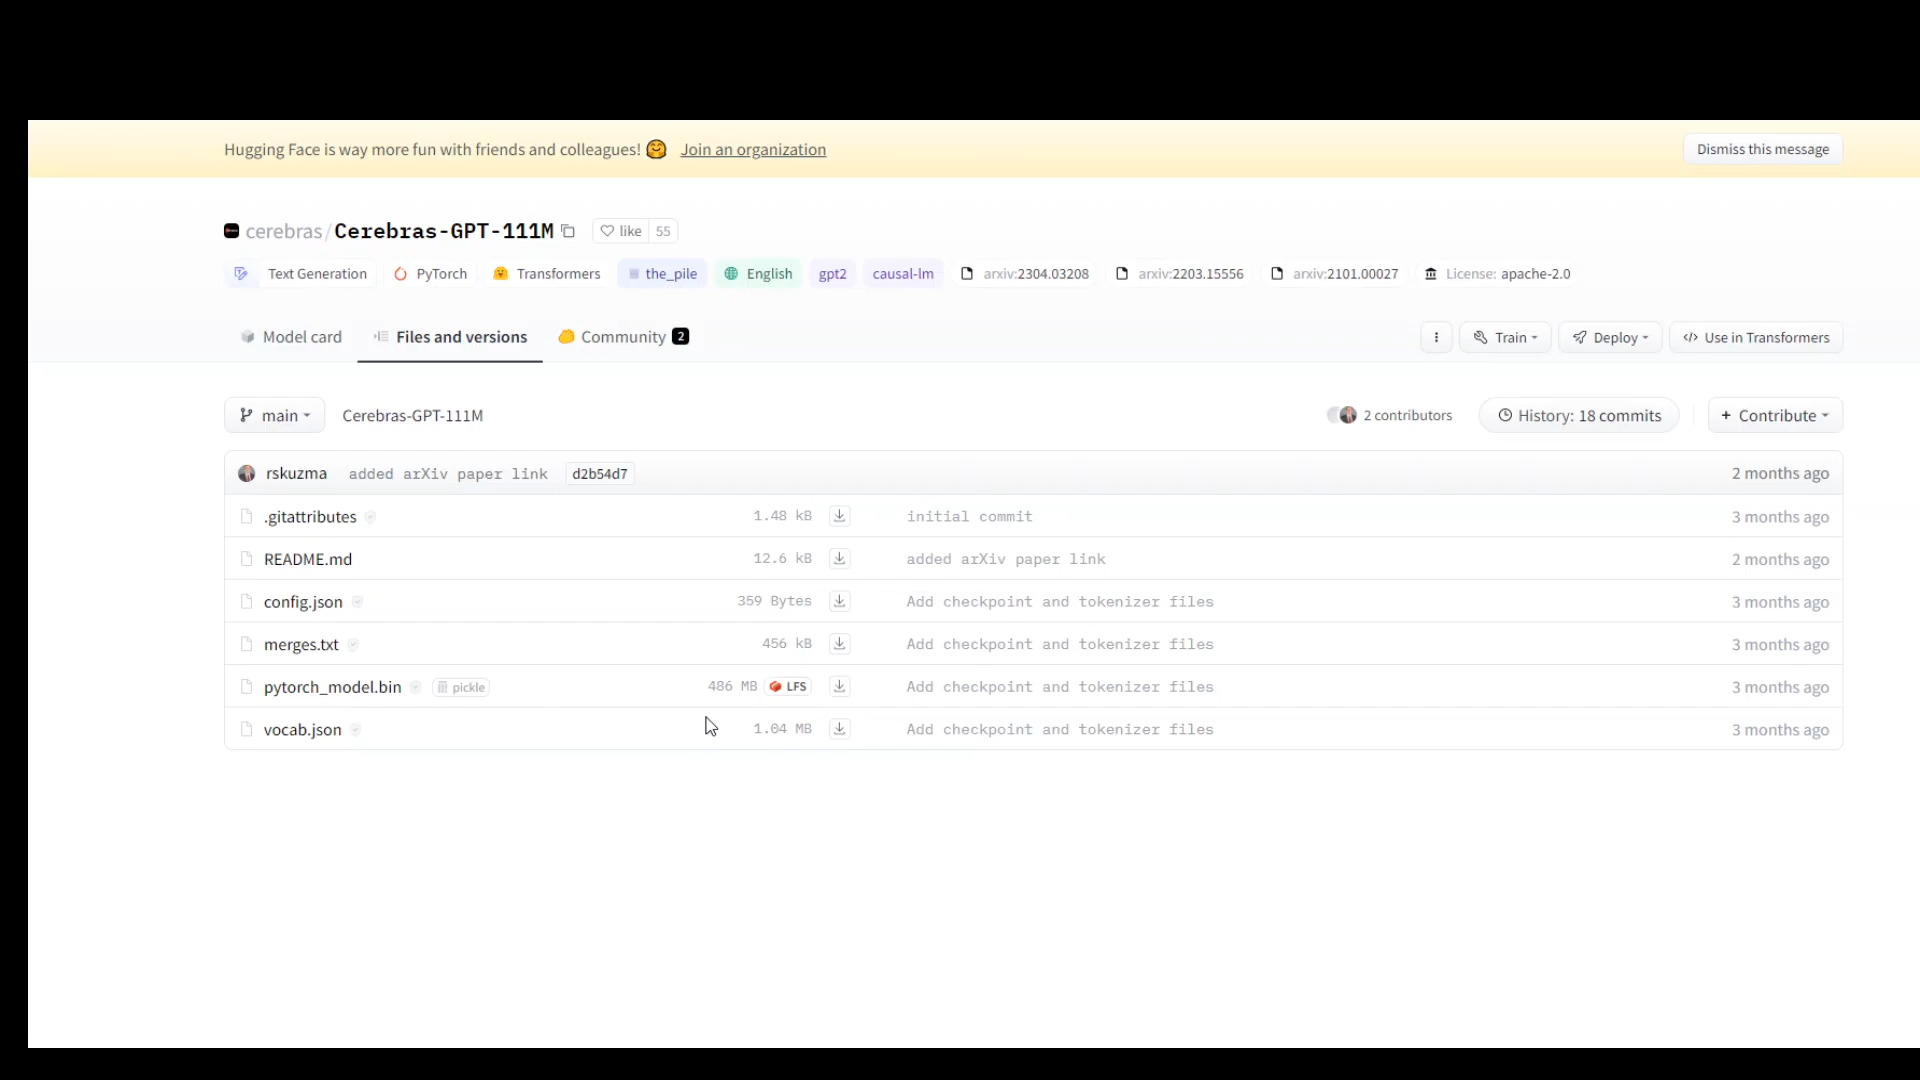 Hugging Face is way more fun with friends and colleagues! 🤗 Join an organization Dismiss this message
cerebras/Cerebras-GPT-111M like 55
Text Generation PyTorch Transformers the_pile English gpt2 causal-lm arxiv:2304.03208 arxiv:2203.15556 arxiv:2101.00027 License: apache-2.0
Model card Files and versions Community 2 Train Deploy Use in Transformers
main Cerebras-GPT-111M 2 contributors History: 18 commits + Contribute
rskuzma added arXiv paper link d2b54d7 2 months ago
.gitattributes 1.48 kB initial commit 3 months ago
README.md 12.6 kB added arXiv paper link 2 months ago
config.json 359 Bytes Add checkpoint and tokenizer files 3 months ago
merges.txt 456 kB Add checkpoint and tokenizer files 3 months ago
pytorch_model.bin pickle 486 MB LFS Add checkpoint and tokenizer files 3 months ago
vocab.json 1.04 MB Add checkpoint and tokenizer files 3 months ago